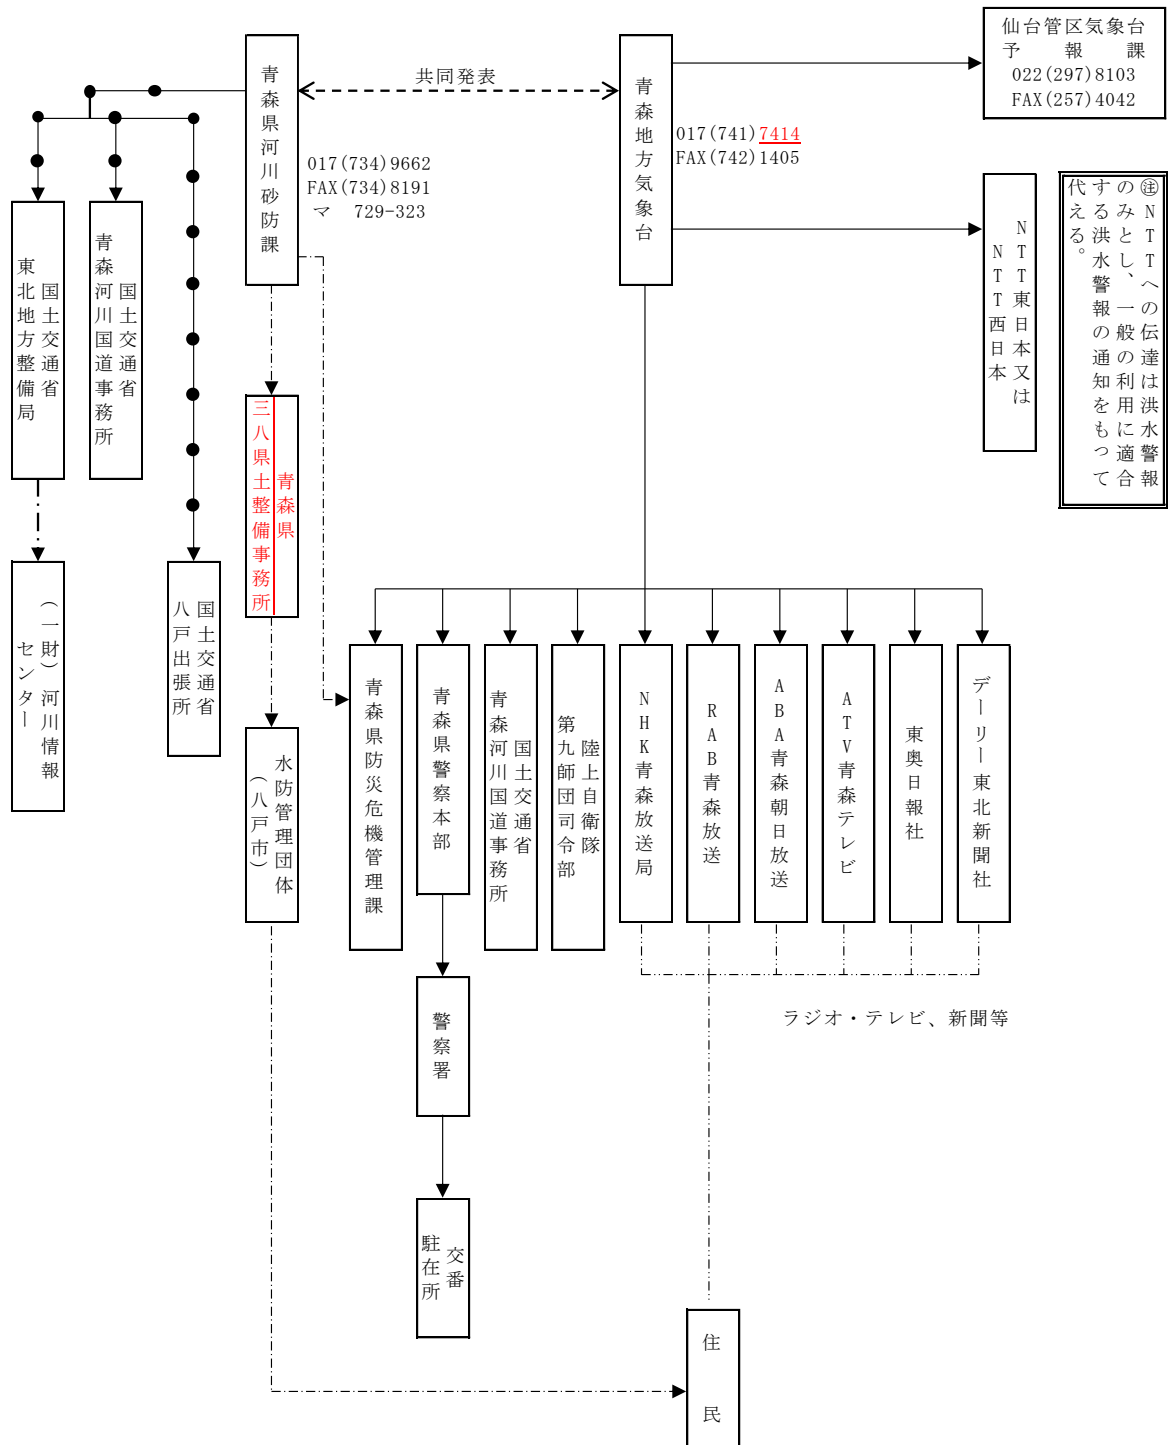 仙台管区気象台
予報課
022(297)8103
FAX(257)4042
青森県河川砂防課
共同発表
青森地方気象台
017(741)7414
FAX(742)1405
017(734)9662
FAX(734)8191
マ 729-323
㊟NTTへの伝達は洪水警報
のみとし、一般の利用に適合
する洪水警報の通知をもって
代える。
NTT東日本又は
NTT西日本
国土交通省
東北地方整備局
国土交通省
青森河川国道事務所
青森県
三八県土整備事務所
(一財)河川情報
センター
国土交通省
八戸出張所
水防管理団体
(八戸市)
青森県防災危機管理課
青森県警察本部
国土交通省
青森河川国道事務所
陸上自衛隊
第九師団司令部
NHK青森放送局
RAB青森放送
ABA青森朝日放送
ATV青森テレビ
東奥日報社
デーリー東北新聞社
ラジオ・テレビ、新聞等
警察署
交番
駐在所
住民